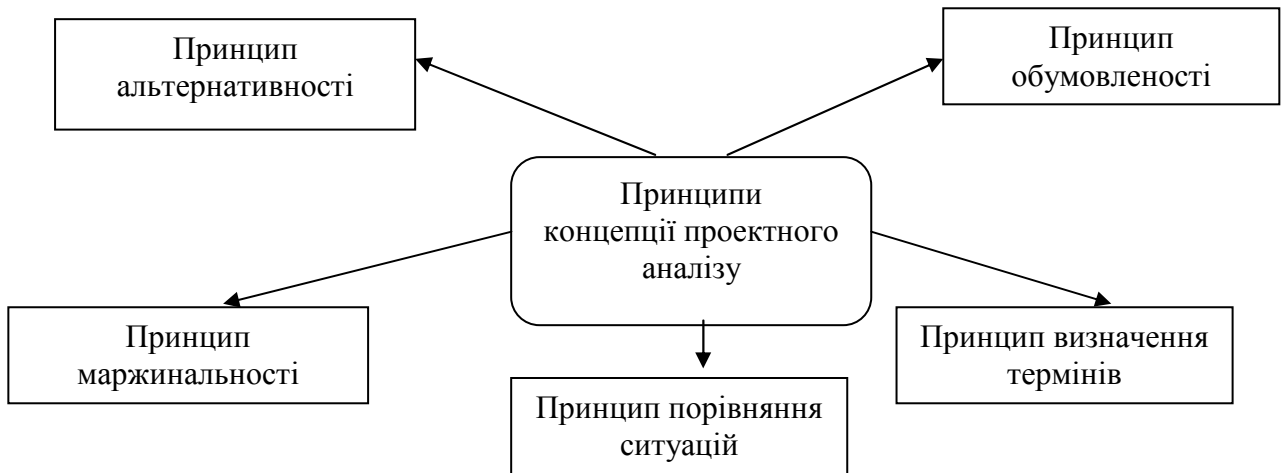 Принцип
альтернативності
Принцип
обумовленості
Принципи
концепції проектного
аналізу
Принцип
маржинальності
Принцип визначення
термінів
Принцип порівняння
ситуацій